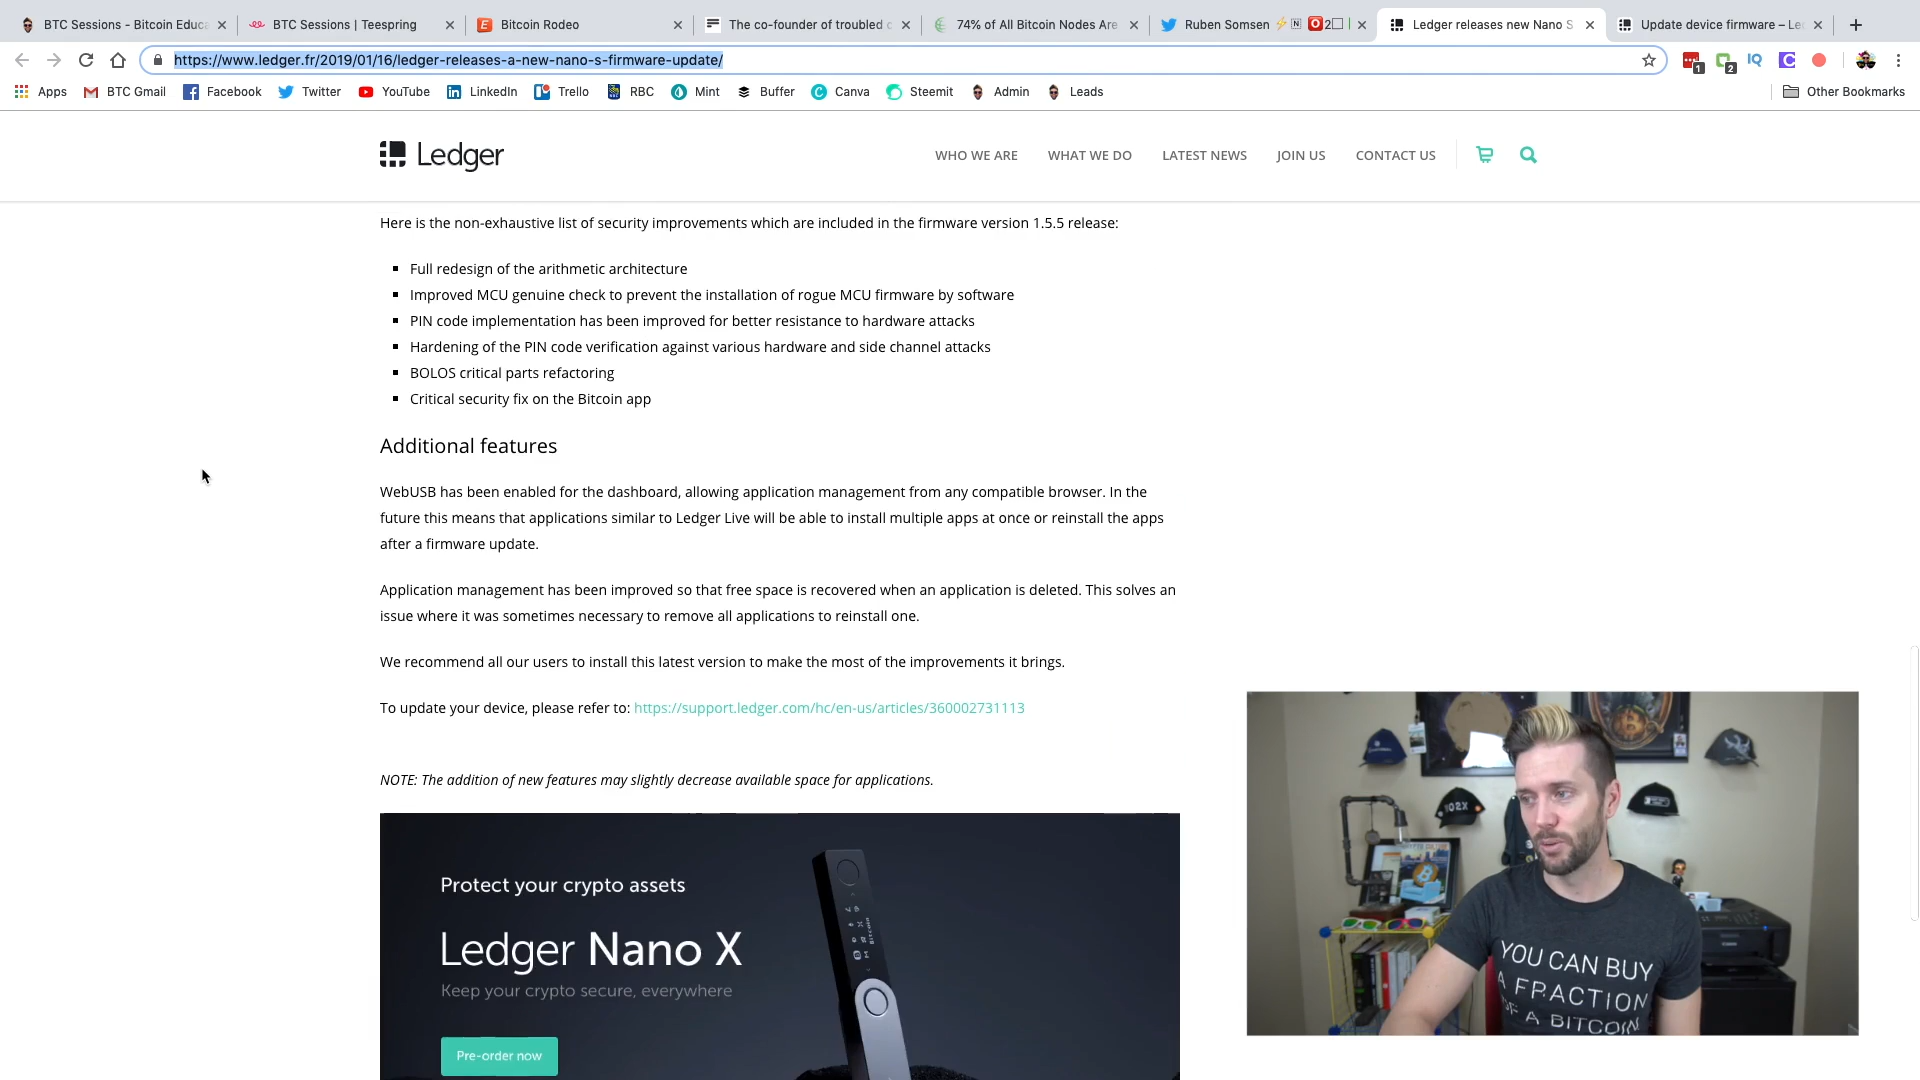 BTC Sessions - Bitcoin Educa
BTC Sessions | Teespring
Bitcoin Rodeo
The co-founder of troubled c
74% of All Bitcoin Nodes Are
Ruben Somsen
Ledger releases new Nano S
Update device firmware – Le
https://www.ledger.fr/2019/01/16/ledger-releases-a-new-nano-s-firmware-update/
Apps BTC Gmail Facebook Twitter YouTube LinkedIn Trello RBC Mint Buffer Canva Steemit Admin Leads Other Bookmarks
Ledger
WHO WE ARE WHAT WE DO LATEST NEWS JOIN US CONTACT US
Here is the non-exhaustive list of security improvements which are included in the firmware version 1.5.5 release:
▪ Full redesign of the arithmetic architecture
▪ Improved MCU genuine check to prevent the installation of rogue MCU firmware by software
▪ PIN code implementation has been improved for better resistance to hardware attacks
▪ Hardening of the PIN code verification against various hardware and side channel attacks
▪ BOLOS critical parts refactoring
▪ Critical security fix on the Bitcoin app
Additional features
WebUSB has been enabled for the dashboard, allowing application management from any compatible browser. In the
future this means that applications similar to Ledger Live will be able to install multiple apps at once or reinstall the apps
after a firmware update.
Application management has been improved so that free space is recovered when an application is deleted. This solves an
issue where it was sometimes necessary to remove all applications to reinstall one.
We recommend all our users to install this latest version to make the most of the improvements it brings.
To update your device, please refer to: https://support.ledger.com/hc/en-us/articles/360002731113
NOTE: The addition of new features may slightly decrease available space for applications.
Protect your crypto assets
Ledger Nano X
Keep your crypto secure, everywhere
Pre-order now
YOU CAN BUY
A FRACTION
OF A BITCOIN